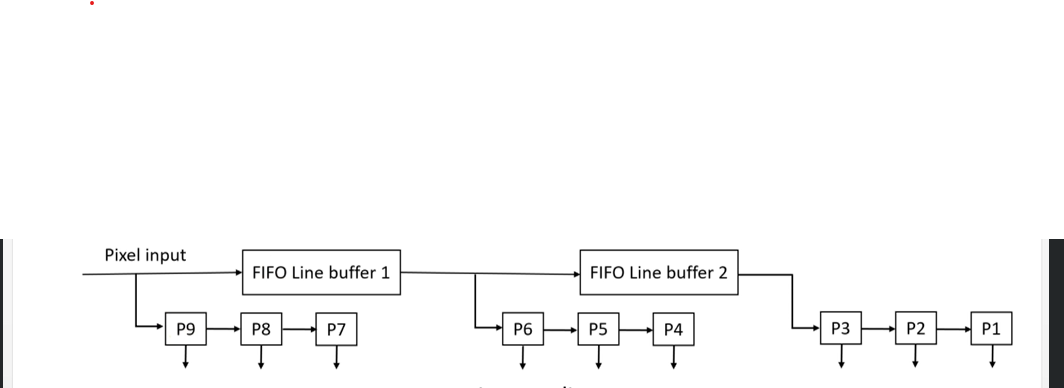 Pixel input
FIFO Line buffer 1
FIFO Line buffer 2
P9
P8
P7
P6
P5
P4
P3
P2
P1